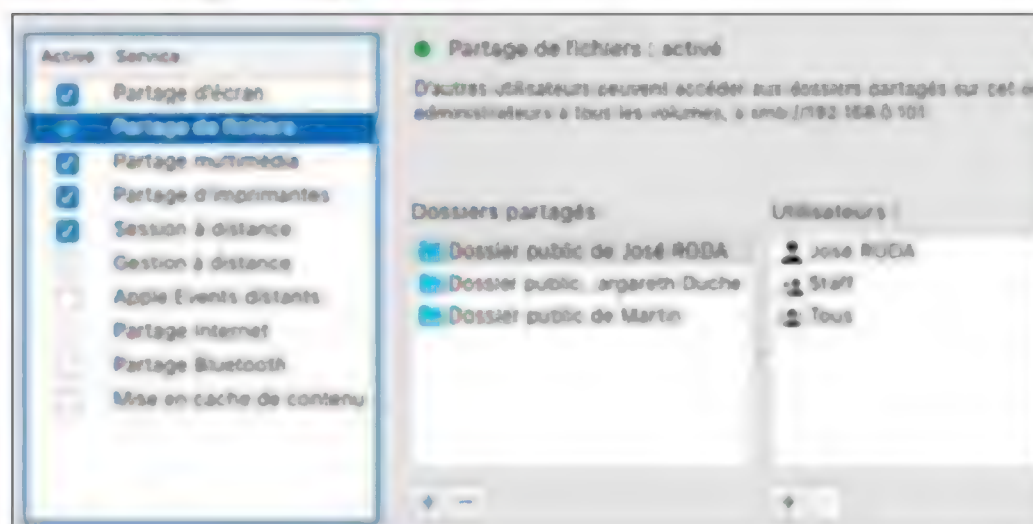 Activé Service
Partage d'écran
Partage de fichiers
Partage multimédia
Partage d'imprimantes
Session à distance
Gestion à distance
Apple Events distants
Partage Internet
Partage Bluetooth
Mise en cache de contenu
Partage de fichiers : activé
D'autres utilisateurs peuvent accéder aux dossiers partagés sur cet
administrateurs à tous les volumes, à smb://192.168.0.101
Dossiers partagés
Dossier public de José RODA
Dossier public argareth Duche
Dossier public de Martin
Utilisateurs :
José RODA
Staff
Tous